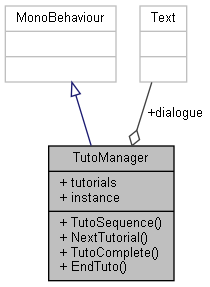 MonoBehaviour
Text
+dialogue
TutoManager
+ tutorials
+ instance
+ TutoSequence()
+ NextTutorial()
+ TutoComplete()
+ EndTuto()